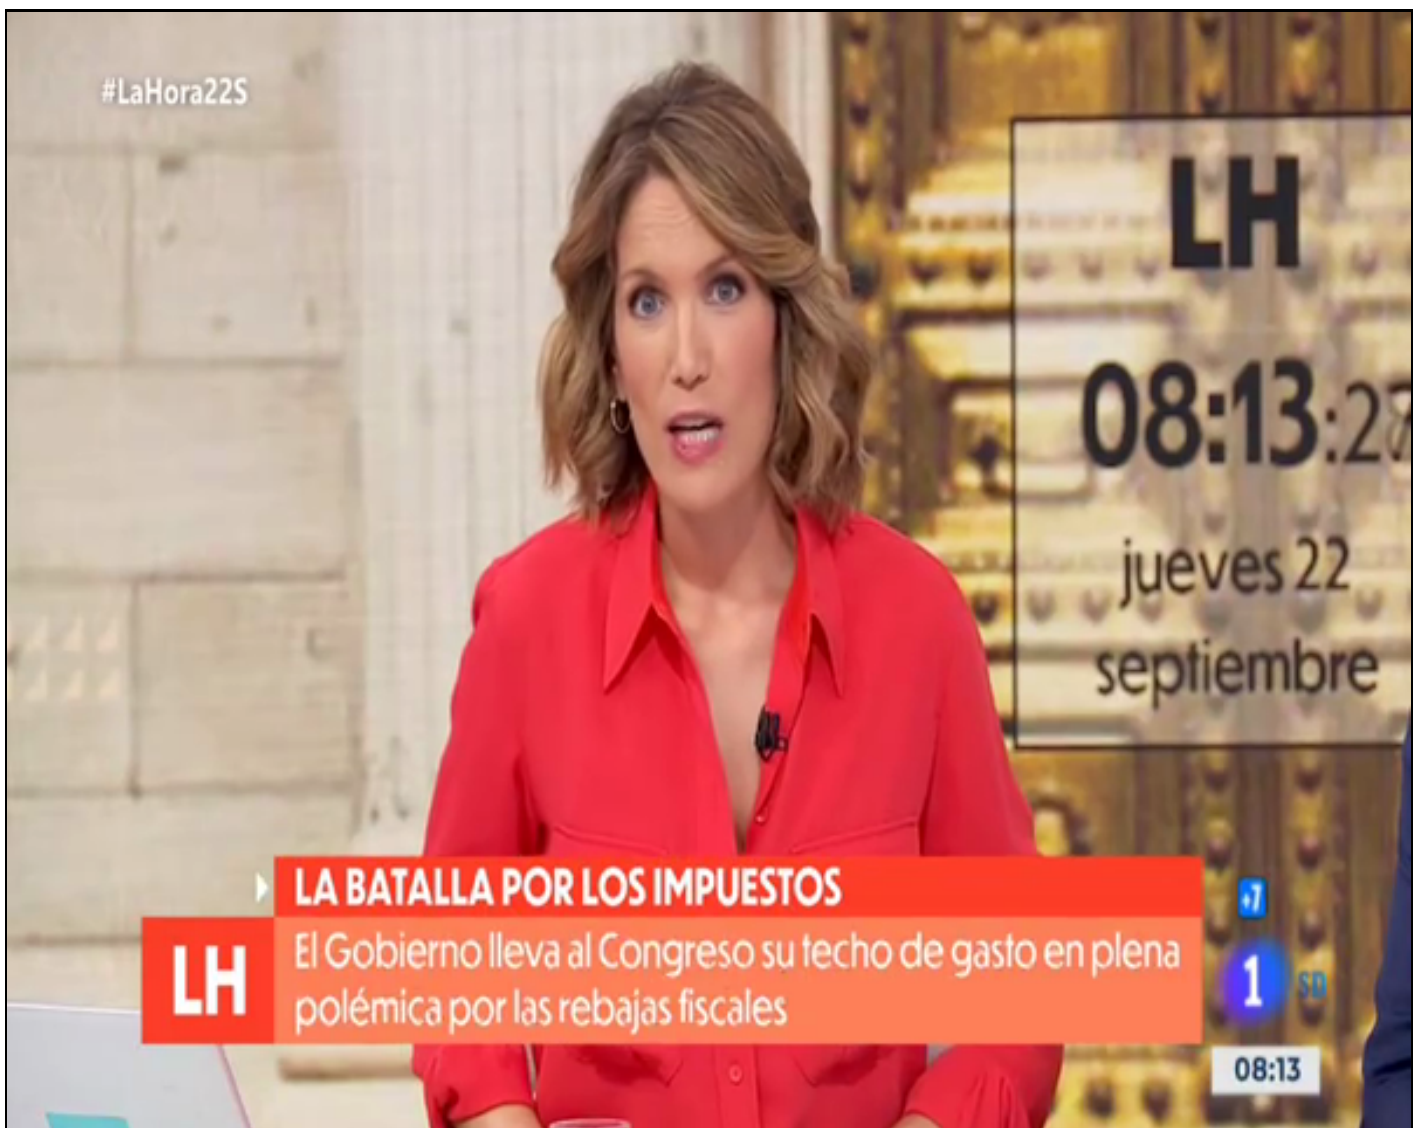 #LaHora22S
LH
08:13:27
jueves 22
septiembre
LA BATALLA POR LOS IMPUESTOS
LH
El Gobierno lleva al Congreso su techo de gasto en plena
polémica por las rebajas fiscales
+7
1
SD
08:13